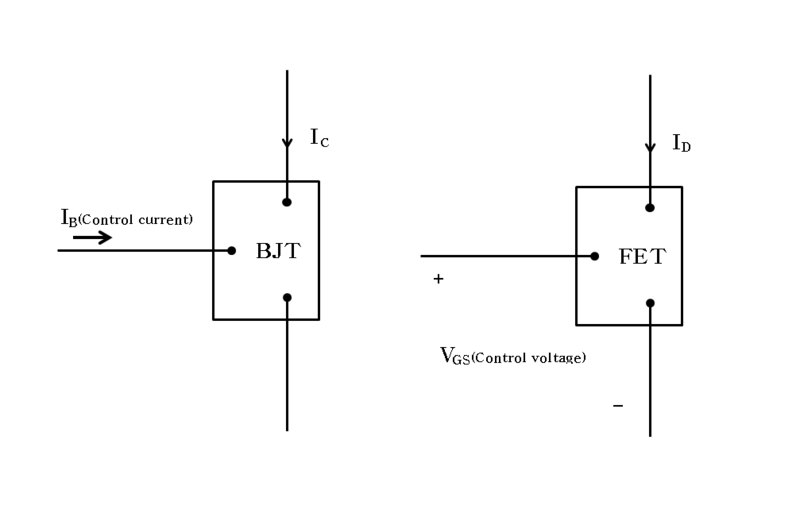 IC
IB(Control current)
BJT
ID
FET
+
VGS(Control voltage)
−